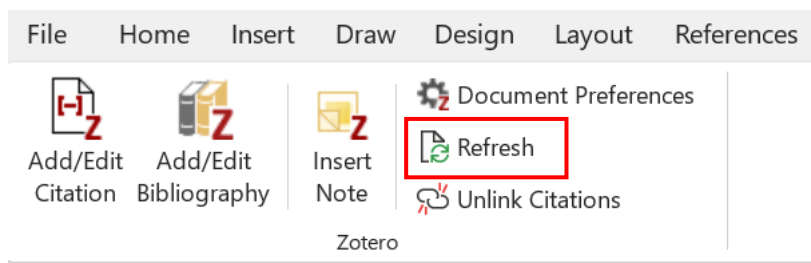 File Home Insert Draw Design Layout References
Add/Edit
Citation
Add/Edit
Bibliography
Insert
Note
Document Preferences
Refresh
Unlink Citations
Zotero